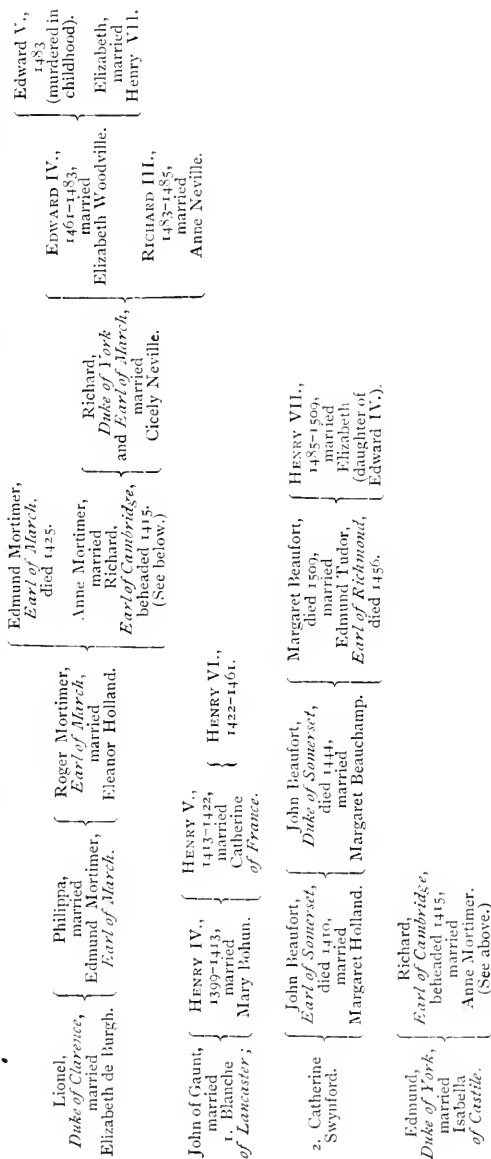 Lionel,
Duke of Clarence,
married
Elizabeth de Burgh.
Philippa,
married
Edmund Mortimer,
Earl of March.
Roger Mortimer,
Earl of March,
married
Eleanor Holland.
Edmund Mortimer,
Earl of March,
died 1425.
Anne Mortimer,
married
Richard,
Earl of Cambridge,
beheaded 1415.
(See below.)
Richard,
Duke of York
and Earl of March,
married
Cicely Neville.
EDWARD IV.,
1461-1483,
married
Elizabeth Woodville.
RICHARD III.,
1483-1485,
married
Anne Neville.
Edward V.,
1483
(murdered in
childhood).
Elizabeth,
married
Henry VII.
John of Gaunt,
married
1. Blanche
of Lancaster;
HENRY IV.,
1399-1413,
married
Mary Bohun.
HENRY V.,
1413-1422,
married
Catherine
of France.
HENRY VI.,
1422-1461.
2. Catherine
Swynford.
John Beaufort,
Earl of Somerset,
died 1410,
married
Margaret Holland.
John Beaufort,
Duke of Somerset,
died 1444,
married
Margaret Beauchamp.
Margaret Beaufort,
died 1509,
married
Edmund Tudor,
Earl of Richmond,
died 1456.
HENRY VII.,
1485-1509,
married
Elizabeth
(daughter of
Edward IV.).
Edmund,
Duke of York,
married
Isabella
of Castile.
Richard,
Earl of Cambridge,
beheaded 1415,
married
Anne Mortimer.
(See above.)